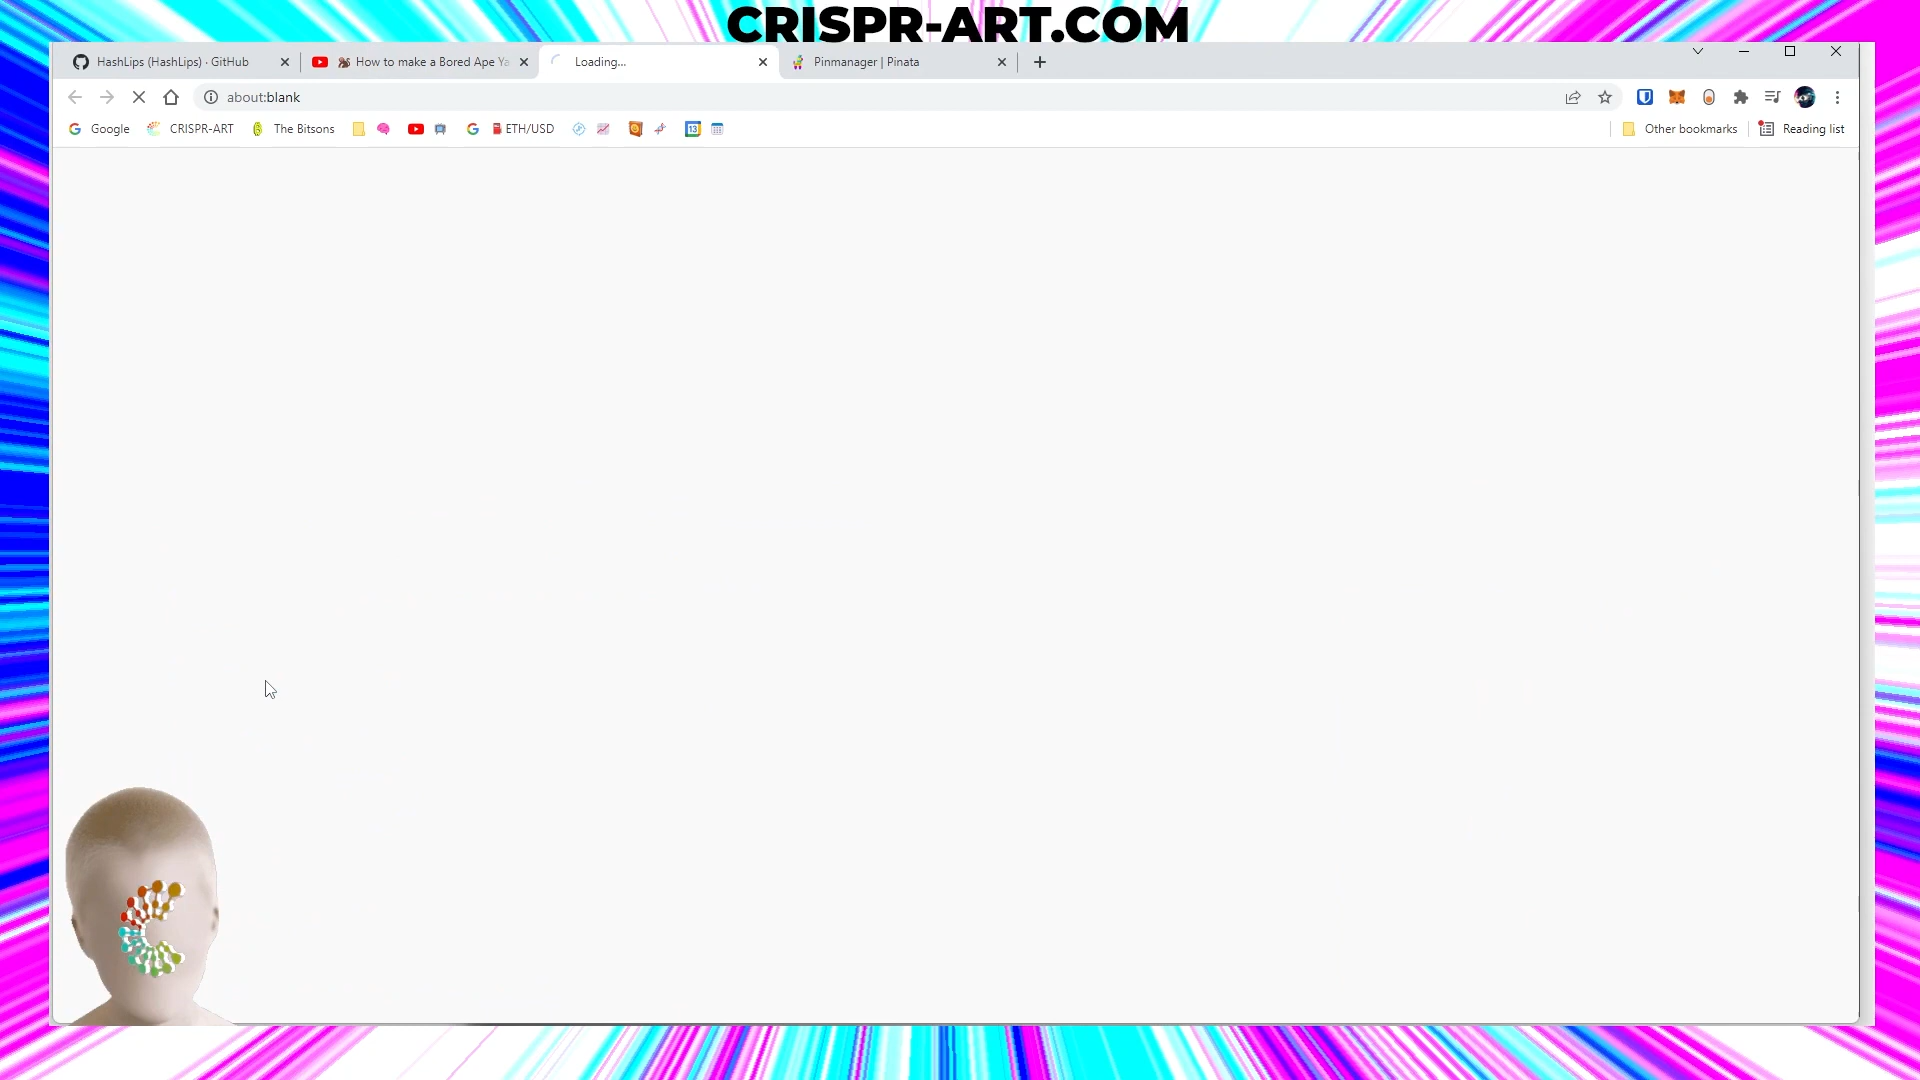 CRISPR-ART.COM
HashLips (HashLips) · GitHub
How to make a Bored Ape Ya
Loading...
Pinmanager | Pinata
about:blank
Google
CRISPR-ART
The Bitsons
ETH/USD
13
Other bookmarks
Reading list